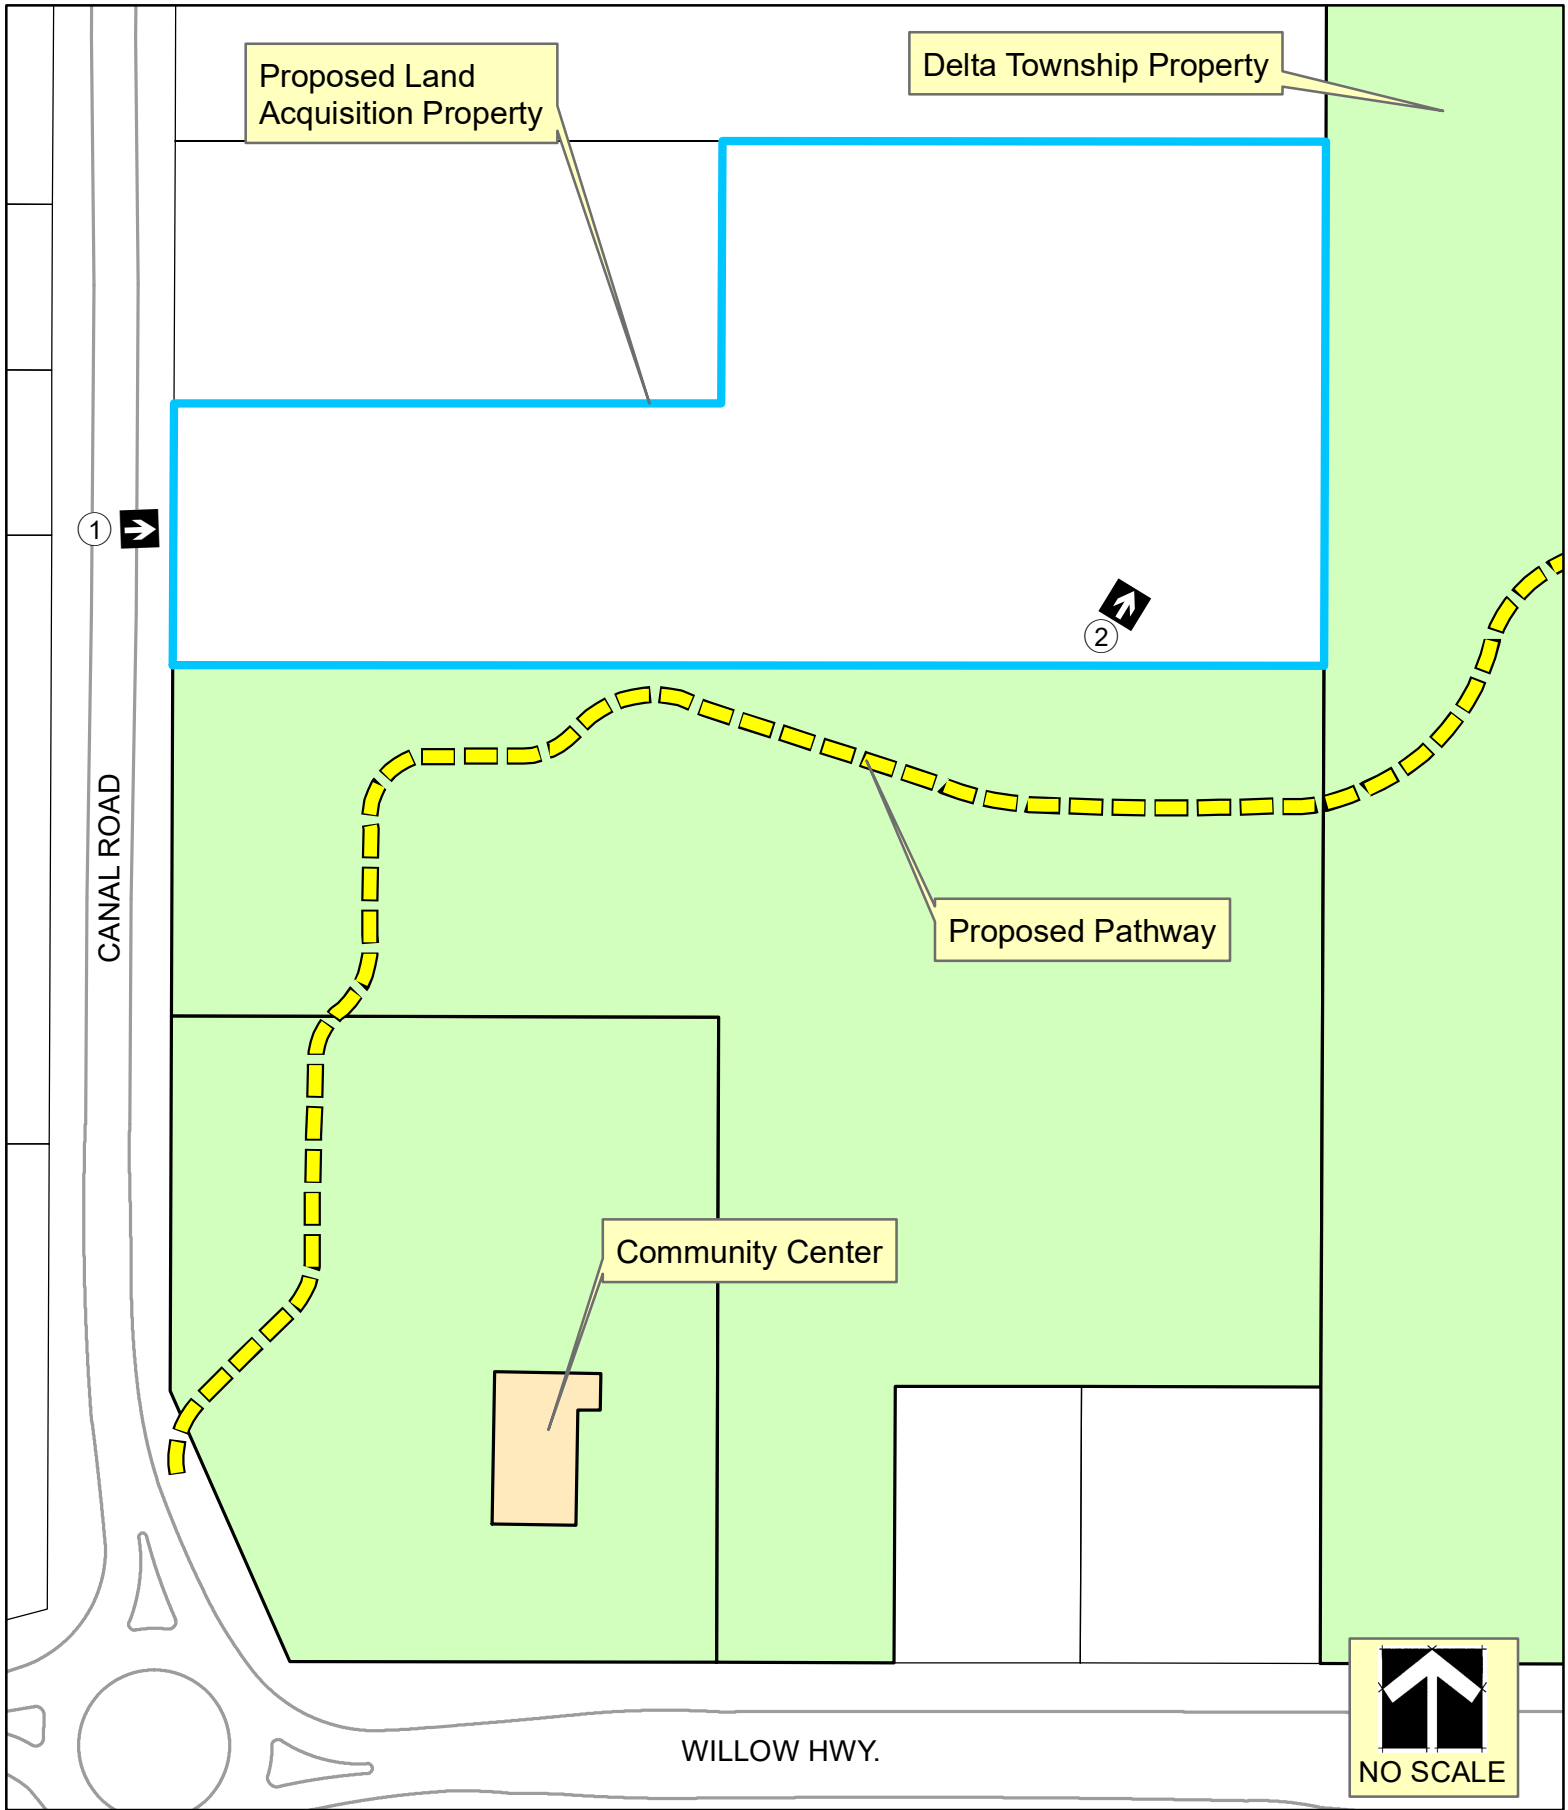 Proposed Land
Acquisition Property
Delta Township Property
1
2
CANAL ROAD
Proposed Pathway
Community Center
WILLOW HWY.
NO SCALE